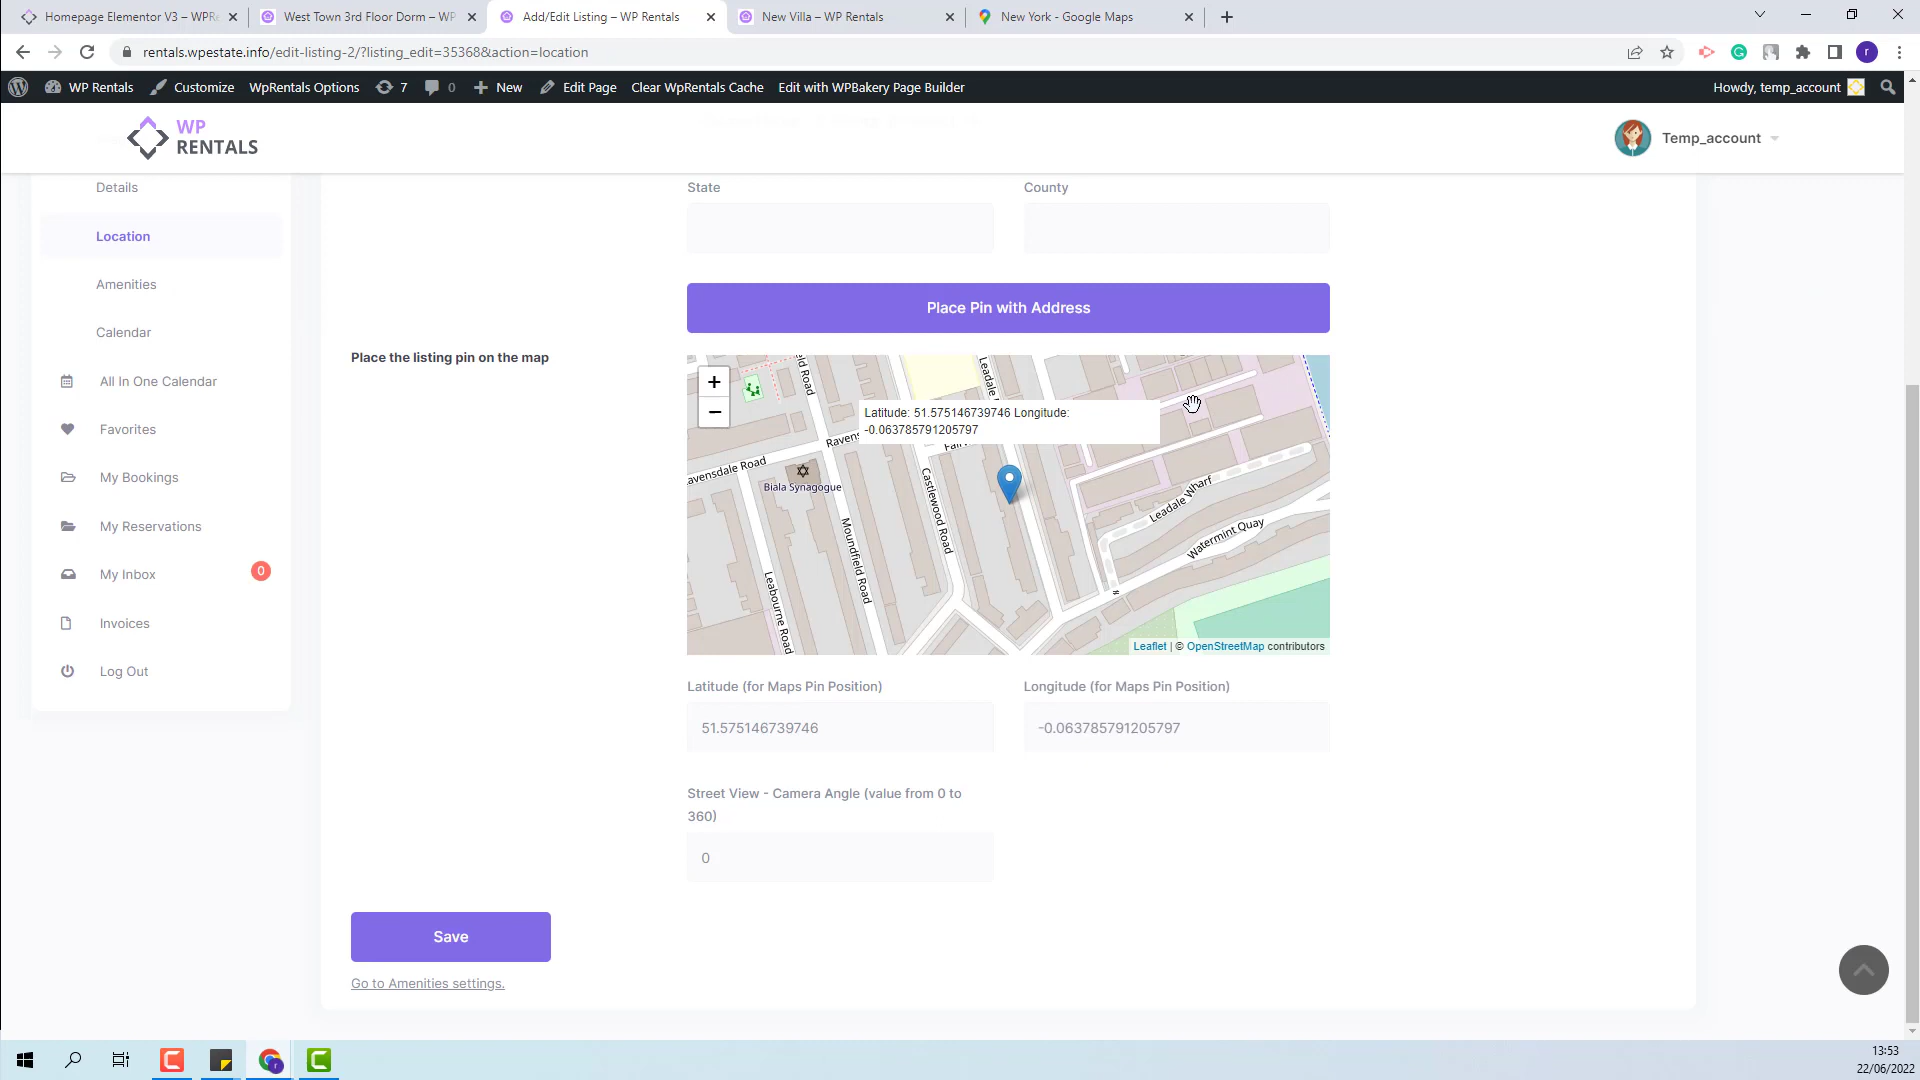 Homepage Elementor V3 – WPRe
West Town 3rd Floor Dorm – WP
Add/Edit Listing – WP Rentals
New Villa – WP Rentals
New York - Google Maps
rentals.wpestate.info/edit-listing-2/?listing_edit=35368&action=location
r
WP Rentals
Customize
WpRentals Options
7
0
New
Edit Page
Clear WpRentals Cache
Edit with WPBakery Page Builder
Howdy, temp_account
WP
RENTALS
Temp_account
Details
Location
Amenities
Calendar
All In One Calendar
Favorites
My Bookings
My Reservations
My Inbox
0
Invoices
Log Out
State
County
Place Pin with Address
Place the listing pin on the map
+
−
Latitude: 51.575146739746 Longitude:
-0.063785791205797
Biala Synagogue
Castlewood Road
Moundfield Road
Leabourne Road
Leadale Wharf
Watermint Quay
Leaflet | © OpenStreetMap contributors
Latitude (for Maps Pin Position)
Longitude (for Maps Pin Position)
51.575146739746
-0.063785791205797
Street View - Camera Angle (value from 0 to
360)
0
Save
Go to Amenities settings.
13:53
22/06/2022